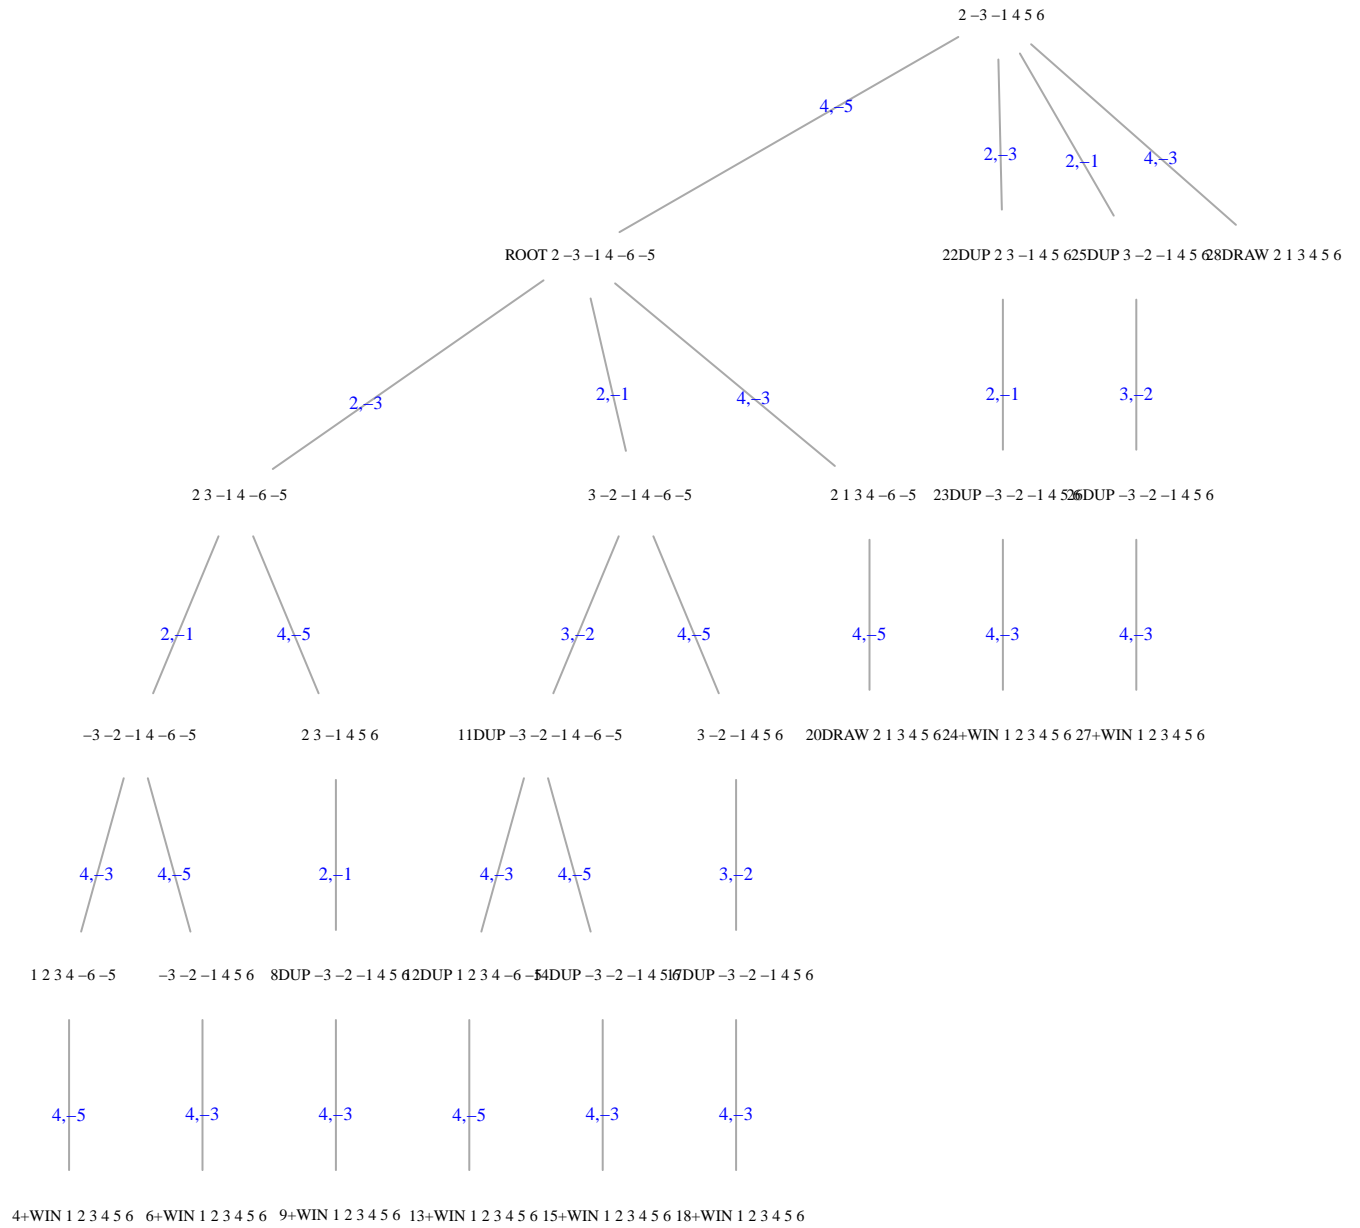 2 −3 −1 4 5 6
4,−5
2,−3
2,−1
4,−3
ROOT 2 −3 −1 4 −6 −5
22DUP 2 3 −1 4 5 6
25DUP 3 −2 −1 4 5 6
28DRAW 2 1 3 4 5 6
2,−3
2,−1
4,−3
2,−1
3,−2
2 3 −1 4 −6 −5
3 −2 −1 4 −6 −5
2 1 3 4 −6 −5
23DUP −3 −2 −1 4 5 6
26DUP −3 −2 −1 4 5 6
2,−1
4,−5
3,−2
4,−5
4,−5
4,−3
4,−3
−3 −2 −1 4 −6 −5
2 3 −1 4 5 6
11DUP −3 −2 −1 4 −6 −5
3 −2 −1 4 5 6
20DRAW 2 1 3 4 5 6
24+WIN 1 2 3 4 5 6
27+WIN 1 2 3 4 5 6
4,−3
4,−5
2,−1
4,−3
4,−5
3,−2
1 2 3 4 −6 −5
−3 −2 −1 4 5 6
8DUP −3 −2 −1 4 5 6
12DUP 1 2 3 4 −6 −5
14DUP −3 −2 −1 4 5 6
17DUP −3 −2 −1 4 5 6
4,−5
4,−3
4,−3
4,−5
4,−3
4,−3
4+WIN 1 2 3 4 5 6
6+WIN 1 2 3 4 5 6
9+WIN 1 2 3 4 5 6
13+WIN 1 2 3 4 5 6
15+WIN 1 2 3 4 5 6
18+WIN 1 2 3 4 5 6